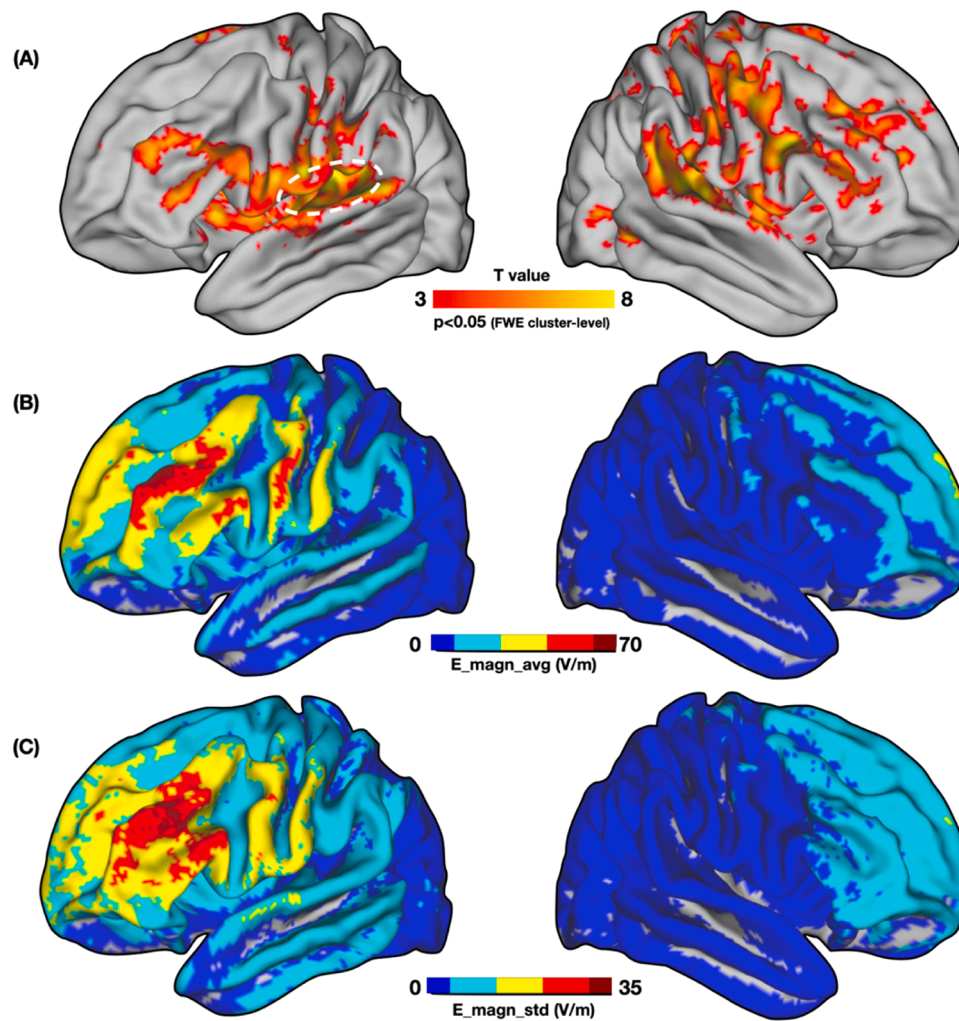 (A)
T value
3 8
p<0.05 (FWE cluster-level)
(B)
0 70
E_magn_avg (V/m)
(C)
0 35
E_magn_std (V/m)